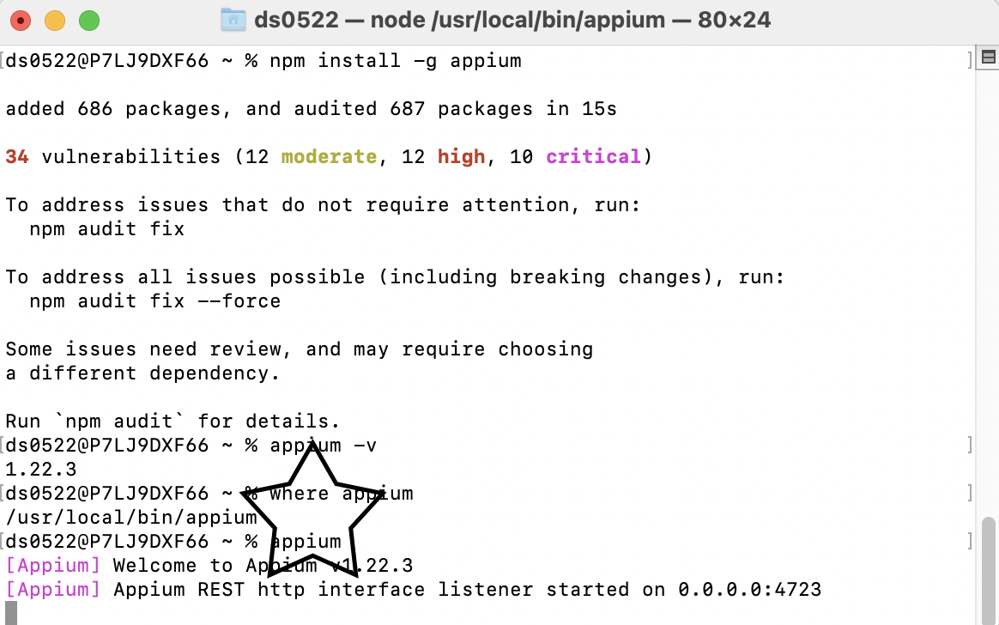 ds0522 — node /usr/local/bin/appium — 80×24
[ds0522@P7LJ9DXF66 ~ % npm install -g appium ]
added 686 packages, and audited 687 packages in 15s
34 vulnerabilities (12 moderate, 12 high, 10 critical)
To address issues that do not require attention, run:
npm audit fix
To address all issues possible (including breaking changes), run:
npm audit fix --force
Some issues need review, and may require choosing
a different dependency.
Run `npm audit` for details.
[ds0522@P7LJ9DXF66 ~ % appium -v ]
1.22.3
[ds0522@P7LJ9DXF66 ~ % where appium ]
/usr/local/bin/appium
[ds0522@P7LJ9DXF66 ~ % appium ]
[Appium] Welcome to Appium v1.22.3
[Appium] Appium REST http interface listener started on 0.0.0.0:4723